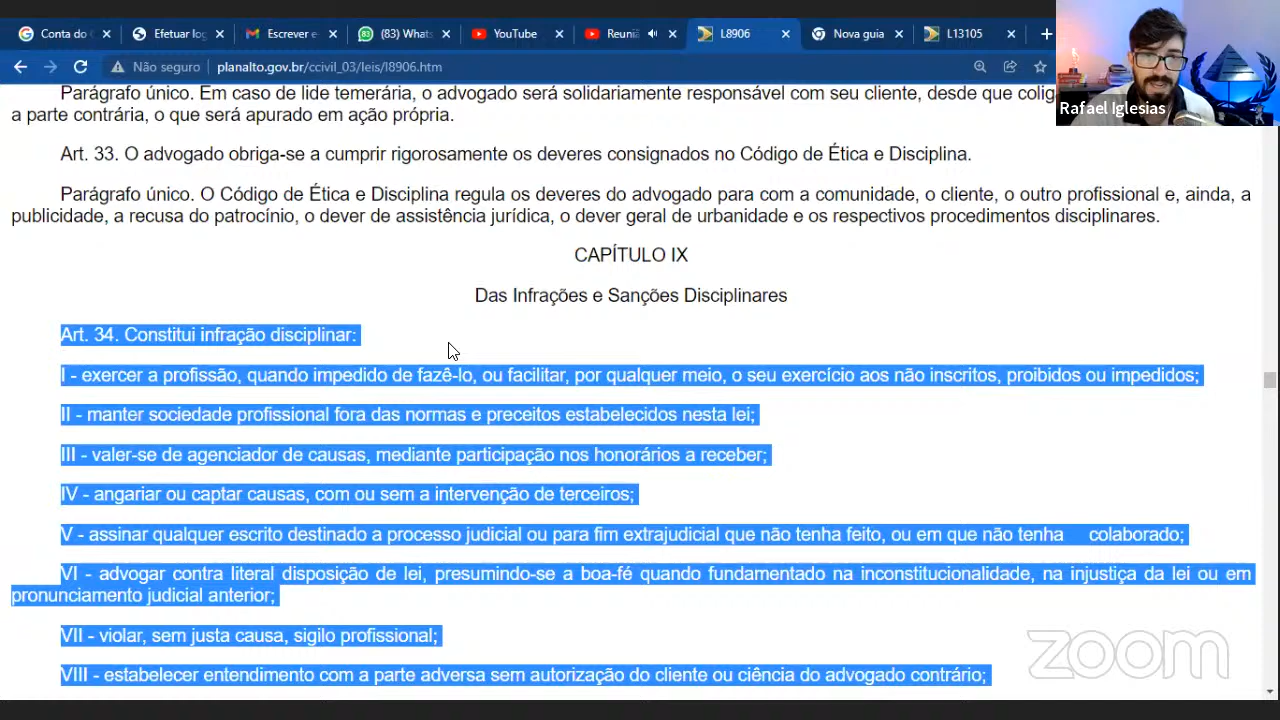 Conta do
Efetuar log
Escrever e
(83) Whats
YouTube
Reuniã
L8906
Nova guia
L13105
Não seguro
planalto.gov.br/ccivil_03/leis/l8906.htm
Rafael Iglesias
Parágrafo único. Em caso de lide temerária, o advogado será solidariamente responsável com seu cliente, desde que colig
a parte contrária, o que será apurado em ação própria.
Art. 33. O advogado obriga-se a cumprir rigorosamente os deveres consignados no Código de Ética e Disciplina.
Parágrafo único. O Código de Ética e Disciplina regula os deveres do advogado para com a comunidade, o cliente, o outro profissional e, ainda, a
publicidade, a recusa do patrocínio, o dever de assistência jurídica, o dever geral de urbanidade e os respectivos procedimentos disciplinares.
CAPÍTULO IX
Das Infrações e Sanções Disciplinares
Art. 34. Constitui infração disciplinar:
I - exercer a profissão, quando impedido de fazê-lo, ou facilitar, por qualquer meio, o seu exercício aos não inscritos, proibidos ou impedidos;
II - manter sociedade profissional fora das normas e preceitos estabelecidos nesta lei;
III - valer-se de agenciador de causas, mediante participação nos honorários a receber;
IV - angariar ou captar causas, com ou sem a intervenção de terceiros;
V - assinar qualquer escrito destinado a processo judicial ou para fim extrajudicial que não tenha feito, ou em que não tenha colaborado;
VI - advogar contra literal disposição de lei, presumindo-se a boa-fé quando fundamentado na inconstitucionalidade, na injustiça da lei ou em
pronunciamento judicial anterior;
VII - violar, sem justa causa, sigilo profissional;
VIII - estabelecer entendimento com a parte adversa sem autorização do cliente ou ciência do advogado contrário;
zoom